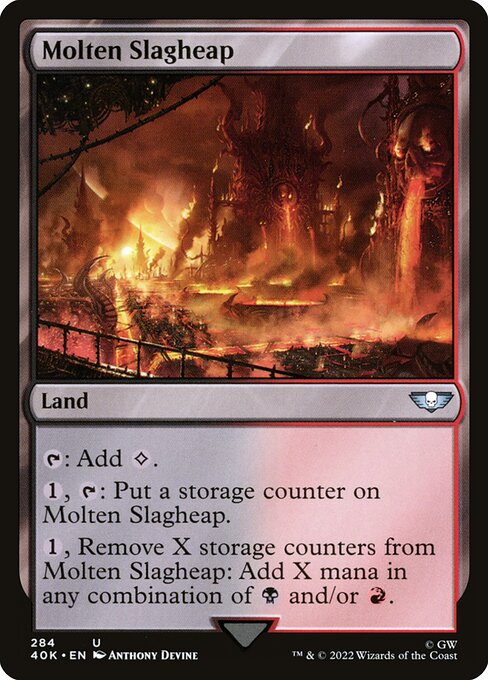 Molten Slagheap
Land
: Add .
1, : Put a storage counter on
Molten Slagheap.
1, Remove X storage counters from
Molten Slagheap: Add X mana in
any combination of and/or .
284 U
40K • EN Anthony Devine
© GW
™ & © 2022 Wizards of the Coast